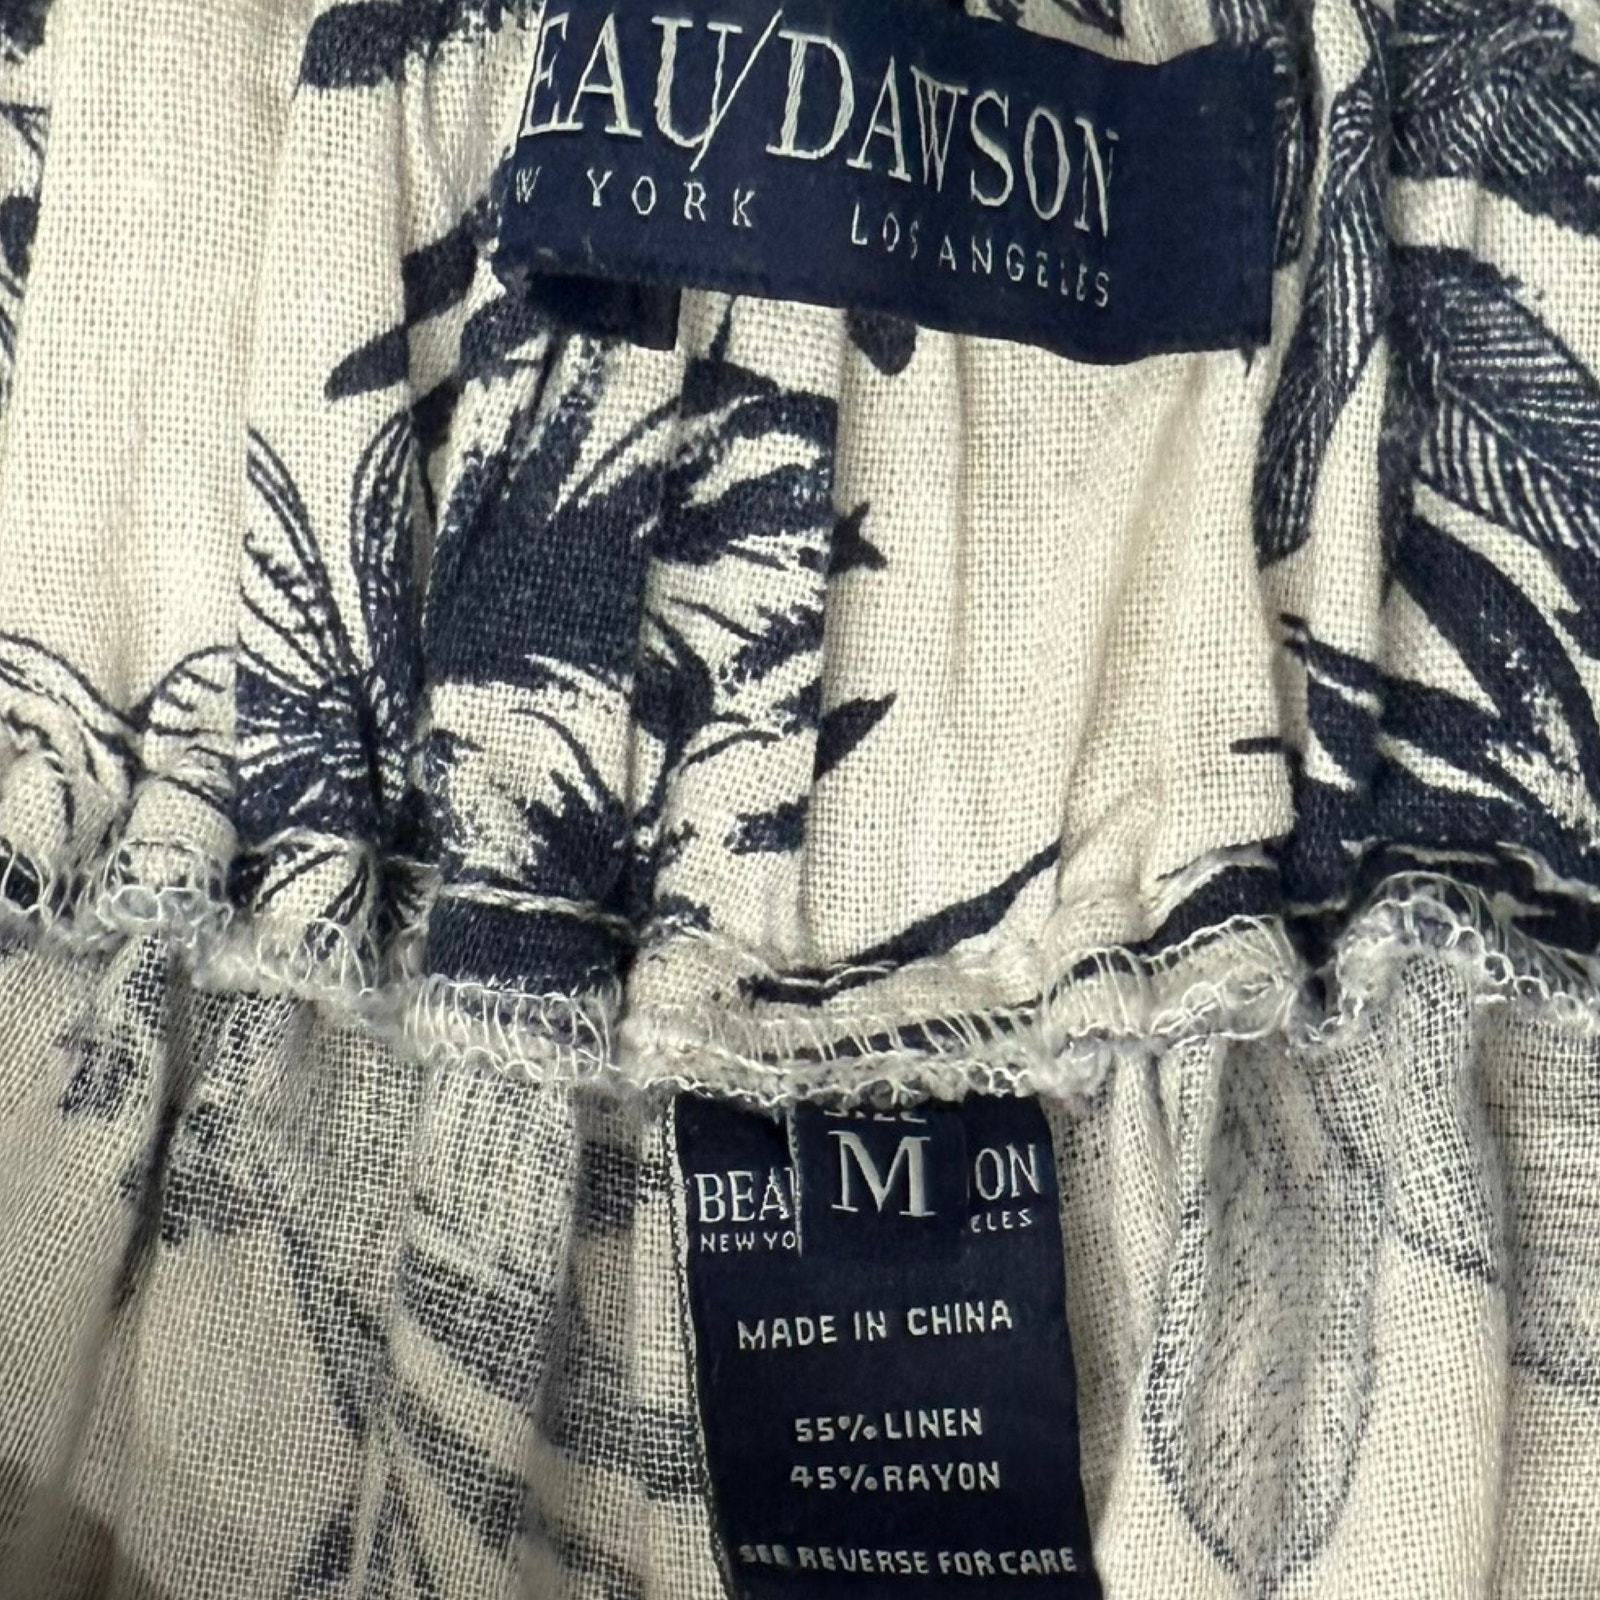 EAU/DAWSON
W YORK LOS ANGELES
SIZE
M
BEA ON
NEW YO ELES
MADE IN CHINA
55% LINEN
45% RAYON
SEE REVERSE FOR CARE